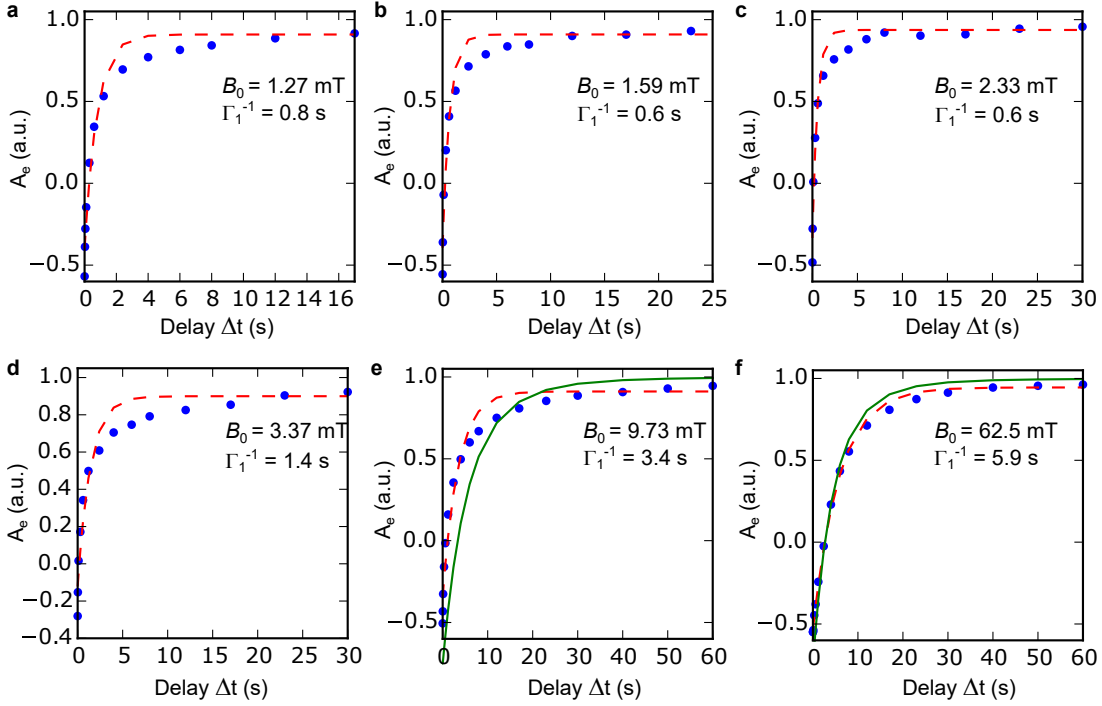 a
1.0
0.5
0.0
−0.5
A_e (a.u.)
B_0 = 1.27 mT
Γ_1^-1 = 0.8 s
0 2 4 6 8 10 12 14 16
Delay Δt (s)
b
1.0
0.5
0.0
−0.5
A_e (a.u.)
B_0 = 1.59 mT
Γ_1^-1 = 0.6 s
0 5 10 15 20 25
Delay Δt (s)
c
1.0
0.5
0.0
−0.5
A_e (a.u.)
B_0 = 2.33 mT
Γ_1^-1 = 0.6 s
0 5 10 15 20 25 30
Delay Δt (s)
d
1.0
0.8
0.6
0.4
0.2
0.0
−0.2
−0.4
A_e (a.u.)
B_0 = 3.37 mT
Γ_1^-1 = 1.4 s
0 5 10 15 20 25 30
Delay Δt (s)
e
1.0
0.5
0.0
−0.5
A_e (a.u.)
B_0 = 9.73 mT
Γ_1^-1 = 3.4 s
0 10 20 30 40 50 60
Delay Δt (s)
f
1.0
0.5
0.0
−0.5
A_e (a.u.)
B_0 = 62.5 mT
Γ_1^-1 = 5.9 s
0 10 20 30 40 50 60
Delay Δt (s)